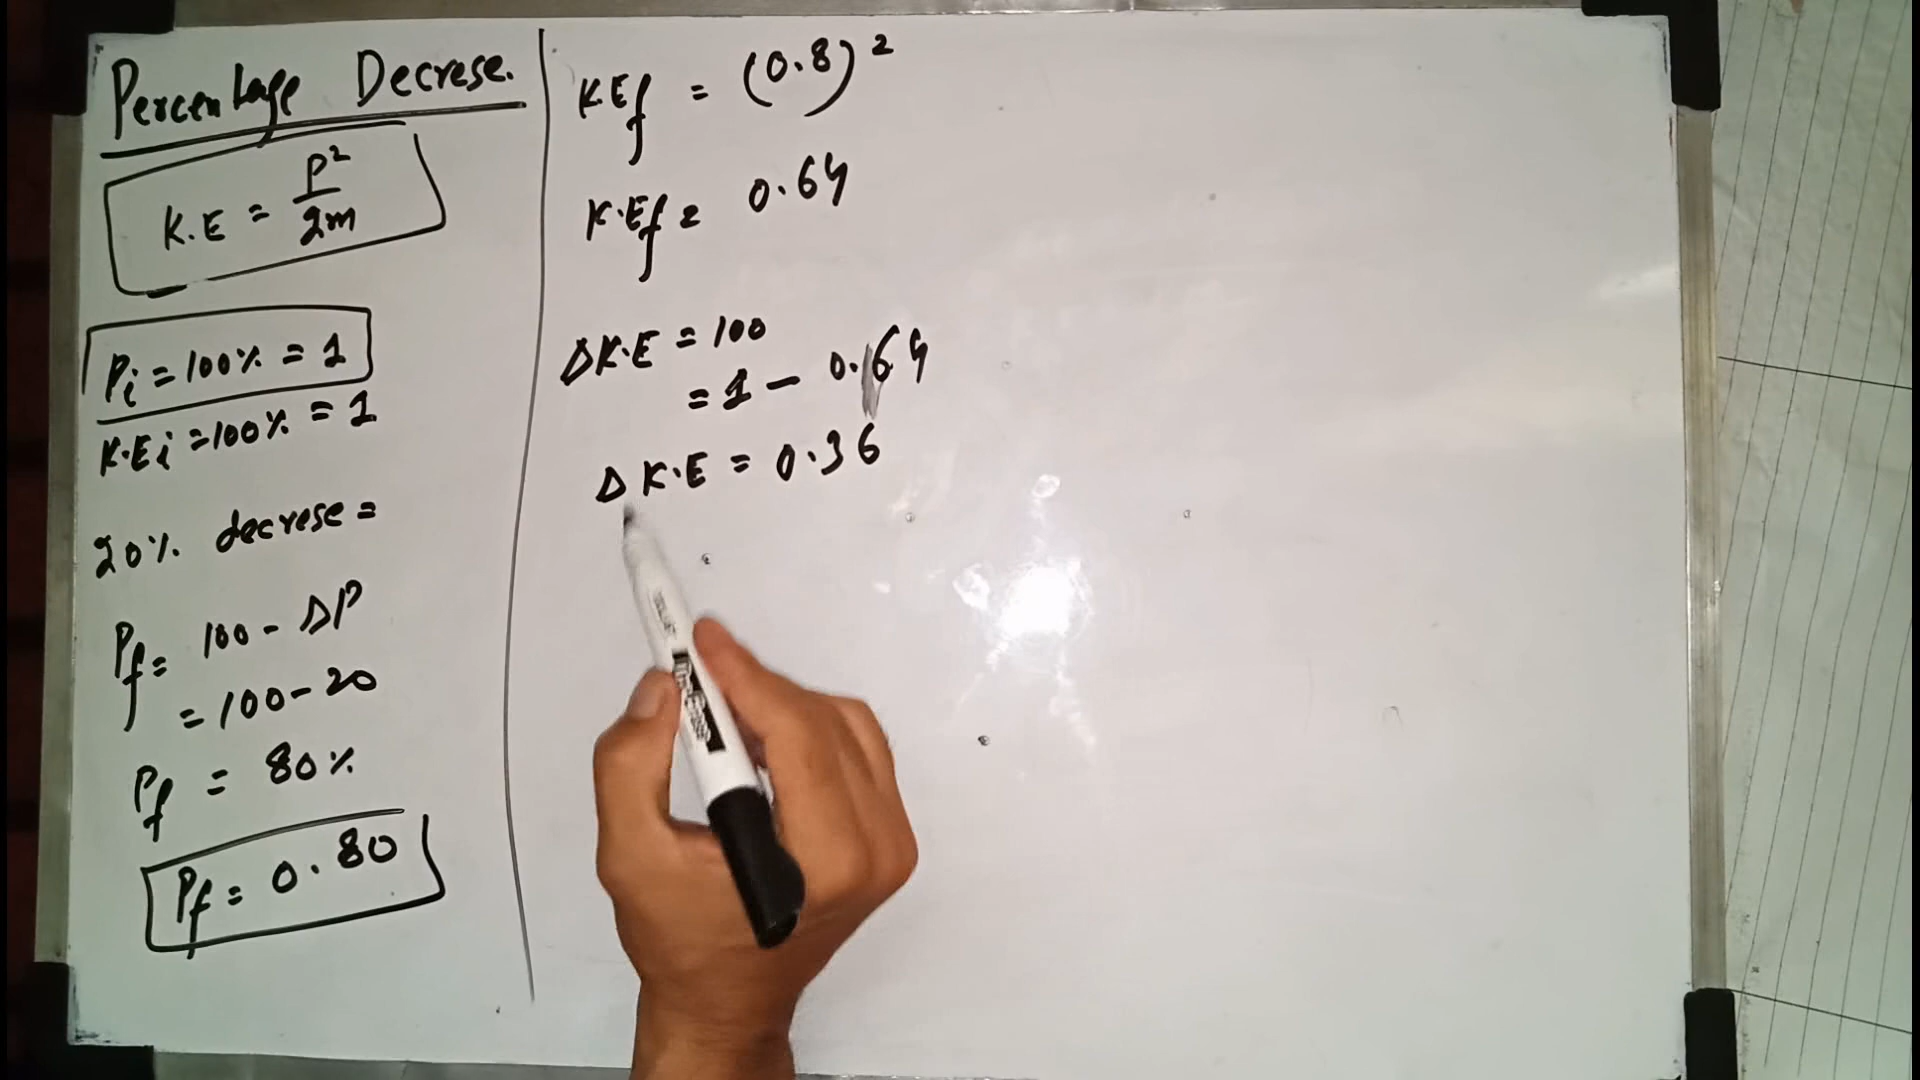 Percentage Decrese.
K.E = P²/2m
Pi = 100% = 1
K.Ei = 100% = 1
20% decrese =
Pf = 100 - ΔP
= 100 - 20
Pf = 80%
Pf = 0.80
K.Ef = (0.8)²
K.Ef = 0.64
ΔK.E = 100
= 1 - 0.64
ΔK.E = 0.36